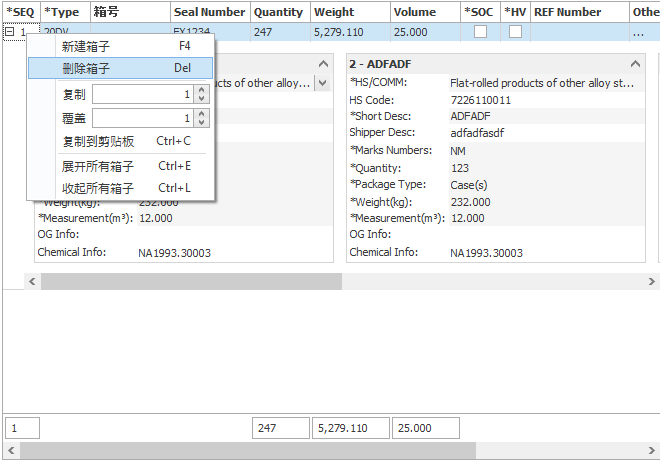 *SEQ *Type 箱号 Seal Number Quantity Weight Volume *SOC *HV REF Number Othe
1 20DV FX1234 247 5,279.110 25.000 ...
新建箱子 F4
删除箱子 Del
复制 1
覆盖 1
复制到剪贴板 Ctrl+C
展开所有箱子 Ctrl+E
收起所有箱子 Ctrl+L
cts of other alloy...
*Weight(kg): 232.000
*Measurement(m³): 12.000
OG Info:
Chemical Info: NA1993.30003
2 - ADFADF
*HS/COMM: Flat-rolled products of other alloy st...
HS Code: 7226110011
*Short Desc: ADFADF
Shipper Desc: adfadfasdf
*Marks Numbers: NM
*Quantity: 123
*Package Type: Case(s)
*Weight(kg): 232.000
*Measurement(m³): 12.000
OG Info:
Chemical Info: NA1993.30003
1 247 5,279.110 25.000